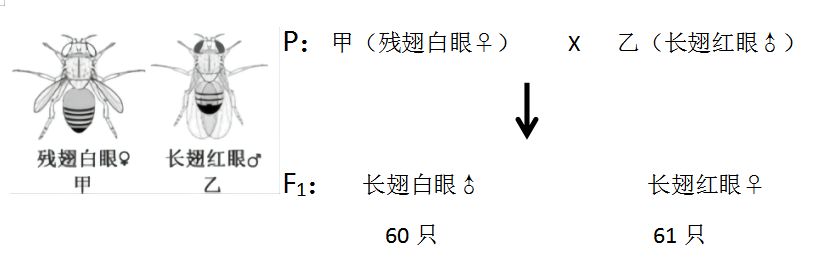 残翅白眼♀ 长翅红眼♂
甲 乙
P： 甲（残翅白眼♀） X 乙（长翅红眼♂）
F₁： 长翅白眼♂ 长翅红眼♀
60 只 61 只